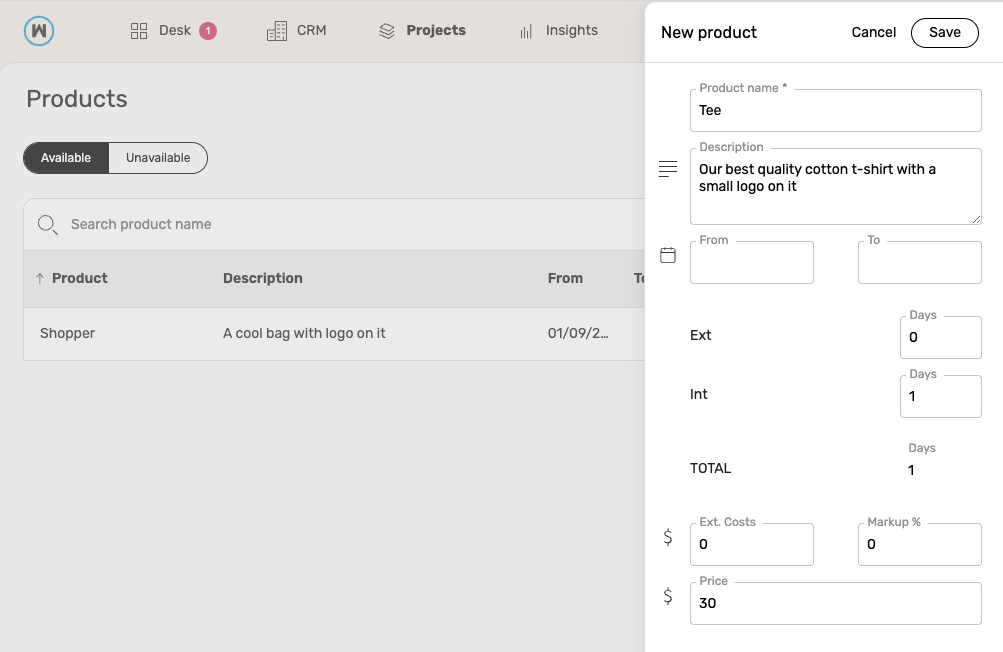 W
Desk 1 CRM Projects Insights
Products
Available Unavailable
Search product name
↑ Product Description From
Shopper A cool bag with logo on it 01/09/2...
New product Cancel Save
Product name *
Tee
Description
Our best quality cotton t-shirt with a
small logo on it
From To
Days
Ext 0
Days
Int 1
Days
TOTAL 1
Ext. Costs Markup %
$ 0 0
Price
$ 30